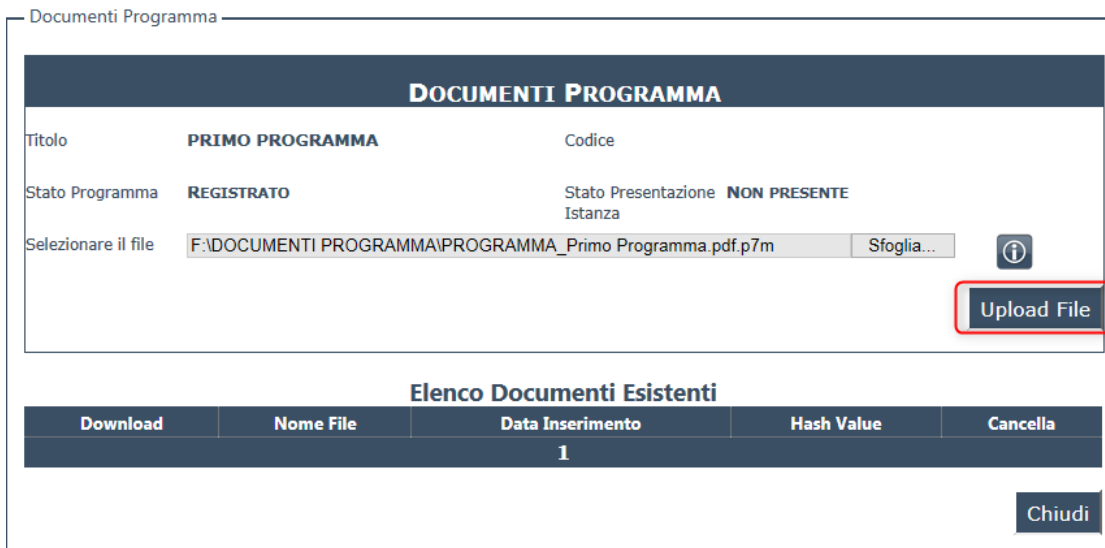 Documenti Programma
DOCUMENTI PROGRAMMA
Titolo PRIMO PROGRAMMA Codice
Stato Programma REGISTRATO Stato Presentazione NON PRESENTE
Istanza
Selezionare il file F:\DOCUMENTI PROGRAMMA\PROGRAMMA_Primo Programma.pdf.p7m Sfoglia...
Upload File
Elenco Documenti Esistenti
Download Nome File Data Inserimento Hash Value Cancella
1
Chiudi